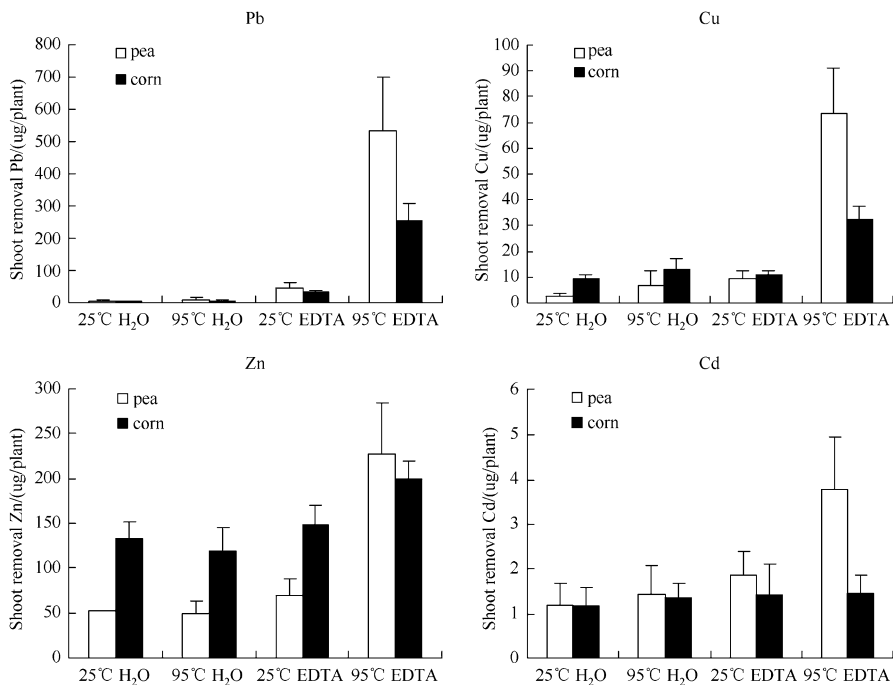 Pb
Shoot removal Pb/(ug/plant)
800
700
600
500
400
300
200
100
0
pea
corn
25℃ H₂O
95℃ H₂O
25℃ EDTA
95℃ EDTA
Cu
Shoot removal Cu/(ug/plant)
100
90
80
70
60
50
40
30
20
10
0
pea
corn
25℃ H₂O
95℃ H₂O
25℃ EDTA
95℃ EDTA
Zn
Shoot removal Zn/(ug/plant)
300
250
200
150
100
50
0
pea
corn
25℃ H₂O
95℃ H₂O
25℃ EDTA
95℃ EDTA
Cd
Shoot removal Cd/(ug/plant)
6
5
4
3
2
1
0
pea
corn
25℃ H₂O
95℃ H₂O
25℃ EDTA
95℃ EDTA